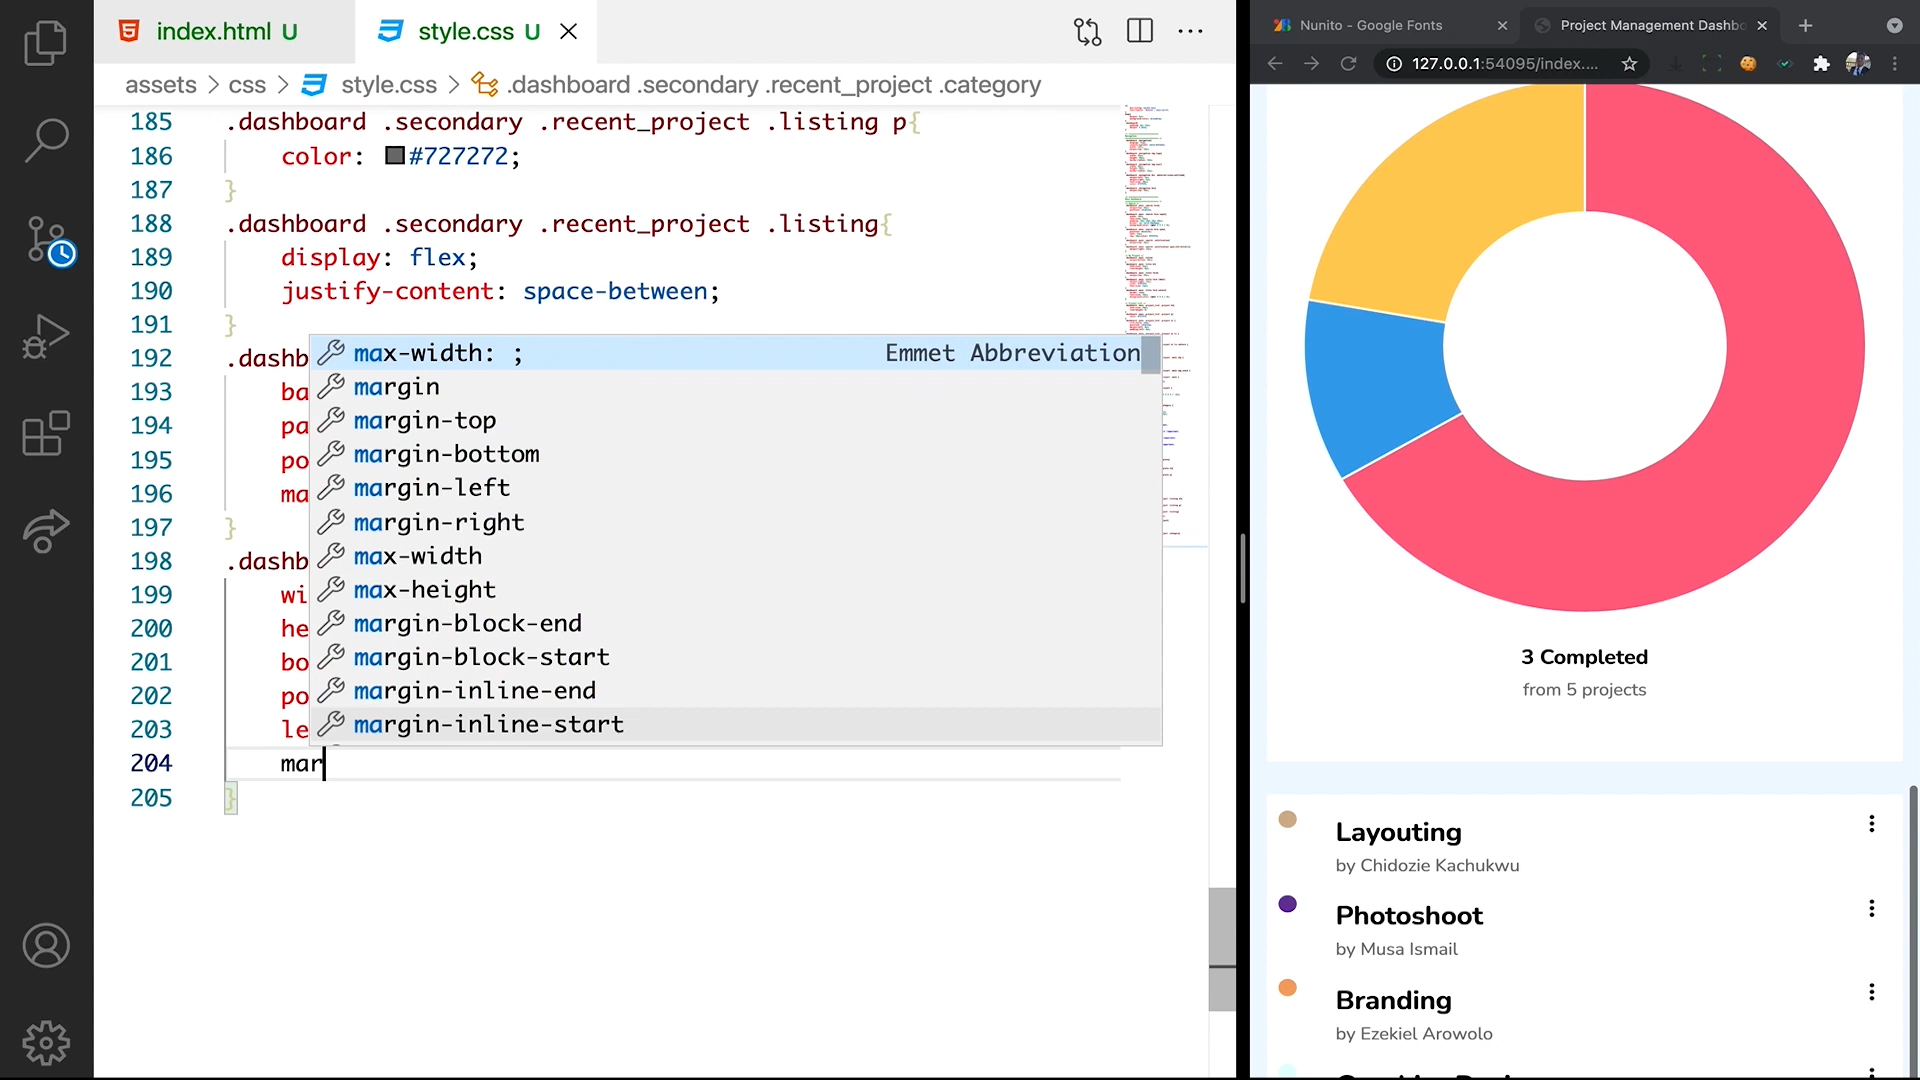 index.html U
style.css U
assets > css > style.css > .dashboard .secondary .recent_project .category
185 .dashboard .secondary .recent_project .listing p{
186 color: #727272;
187 }
188 .dashboard .secondary .recent_project .listing{
189 display: flex;
190 justify-content: space-between;
191 }
192 .dashb
193 ba
194 pa
195 po
196 ma
197 }
198 .dashb
199 wi
200 he
201 bo
202 po
203 le
204 mar
205 }
max-width: ; Emmet Abbreviation
margin
margin-top
margin-bottom
margin-left
margin-right
max-width
max-height
margin-block-end
margin-block-start
margin-inline-end
margin-inline-start
Nunito - Google Fonts
Project Management Dashbo
127.0.0.1:54095/index....
3 Completed
from 5 projects
Layouting
by Chidozie Kachukwu
Photoshoot
by Musa Ismail
Branding
by Ezekiel Arowolo